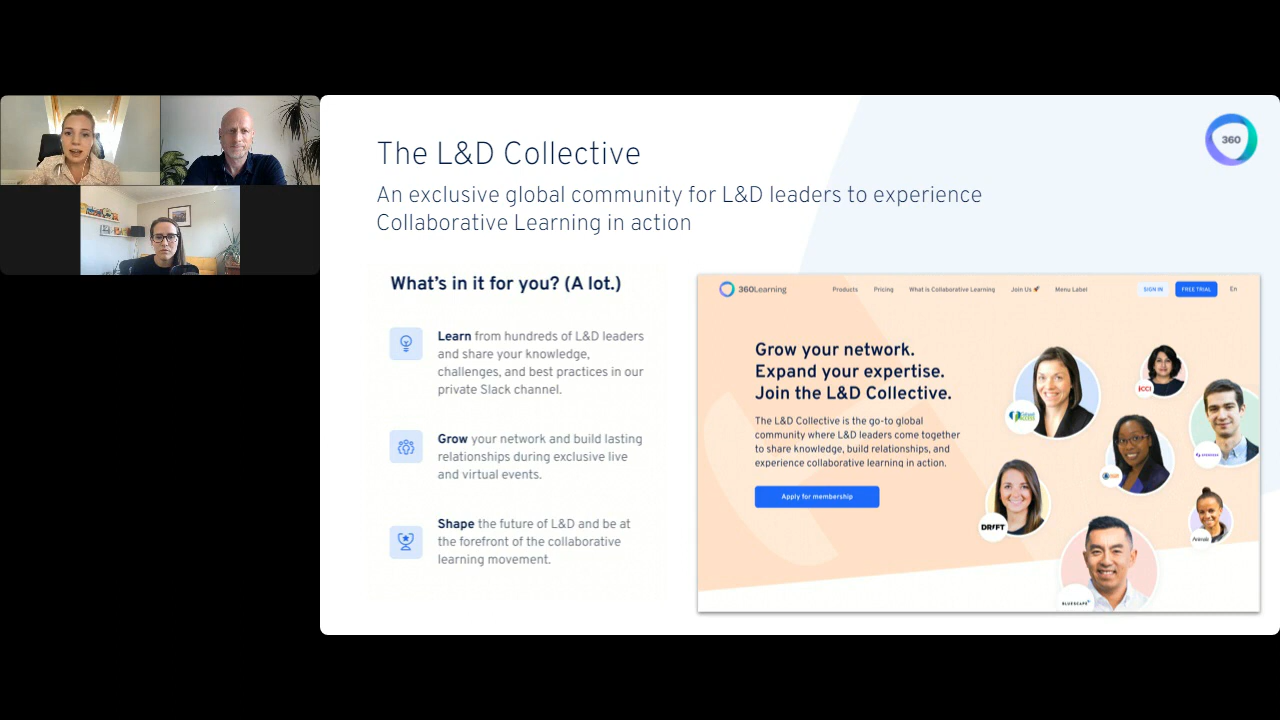 The L&D Collective
An exclusive global community for L&D leaders to experience
Collaborative Learning in action
360
What's in it for you? (A lot.)
Learn from hundreds of L&D leaders
and share your knowledge,
challenges, and best practices in our
private Slack channel.
Grow your network and build lasting
relationships during exclusive live
and virtual events.
Shape the future of L&D and be at
the forefront of the collaborative
learning movement.
360Learning
Products Pricing What is Collaborative Learning Join Us 🚀 Menu Label SIGN IN FREE TRIAL En
Grow your network.
Expand your expertise.
Join the L&D Collective.
The L&D Collective is the go-to global
community where L&D leaders come together
to share knowledge, build relationships, and
experience collaborative learning in action.
Apply for membership
ICCI
DRIFT
BLUESCAPE